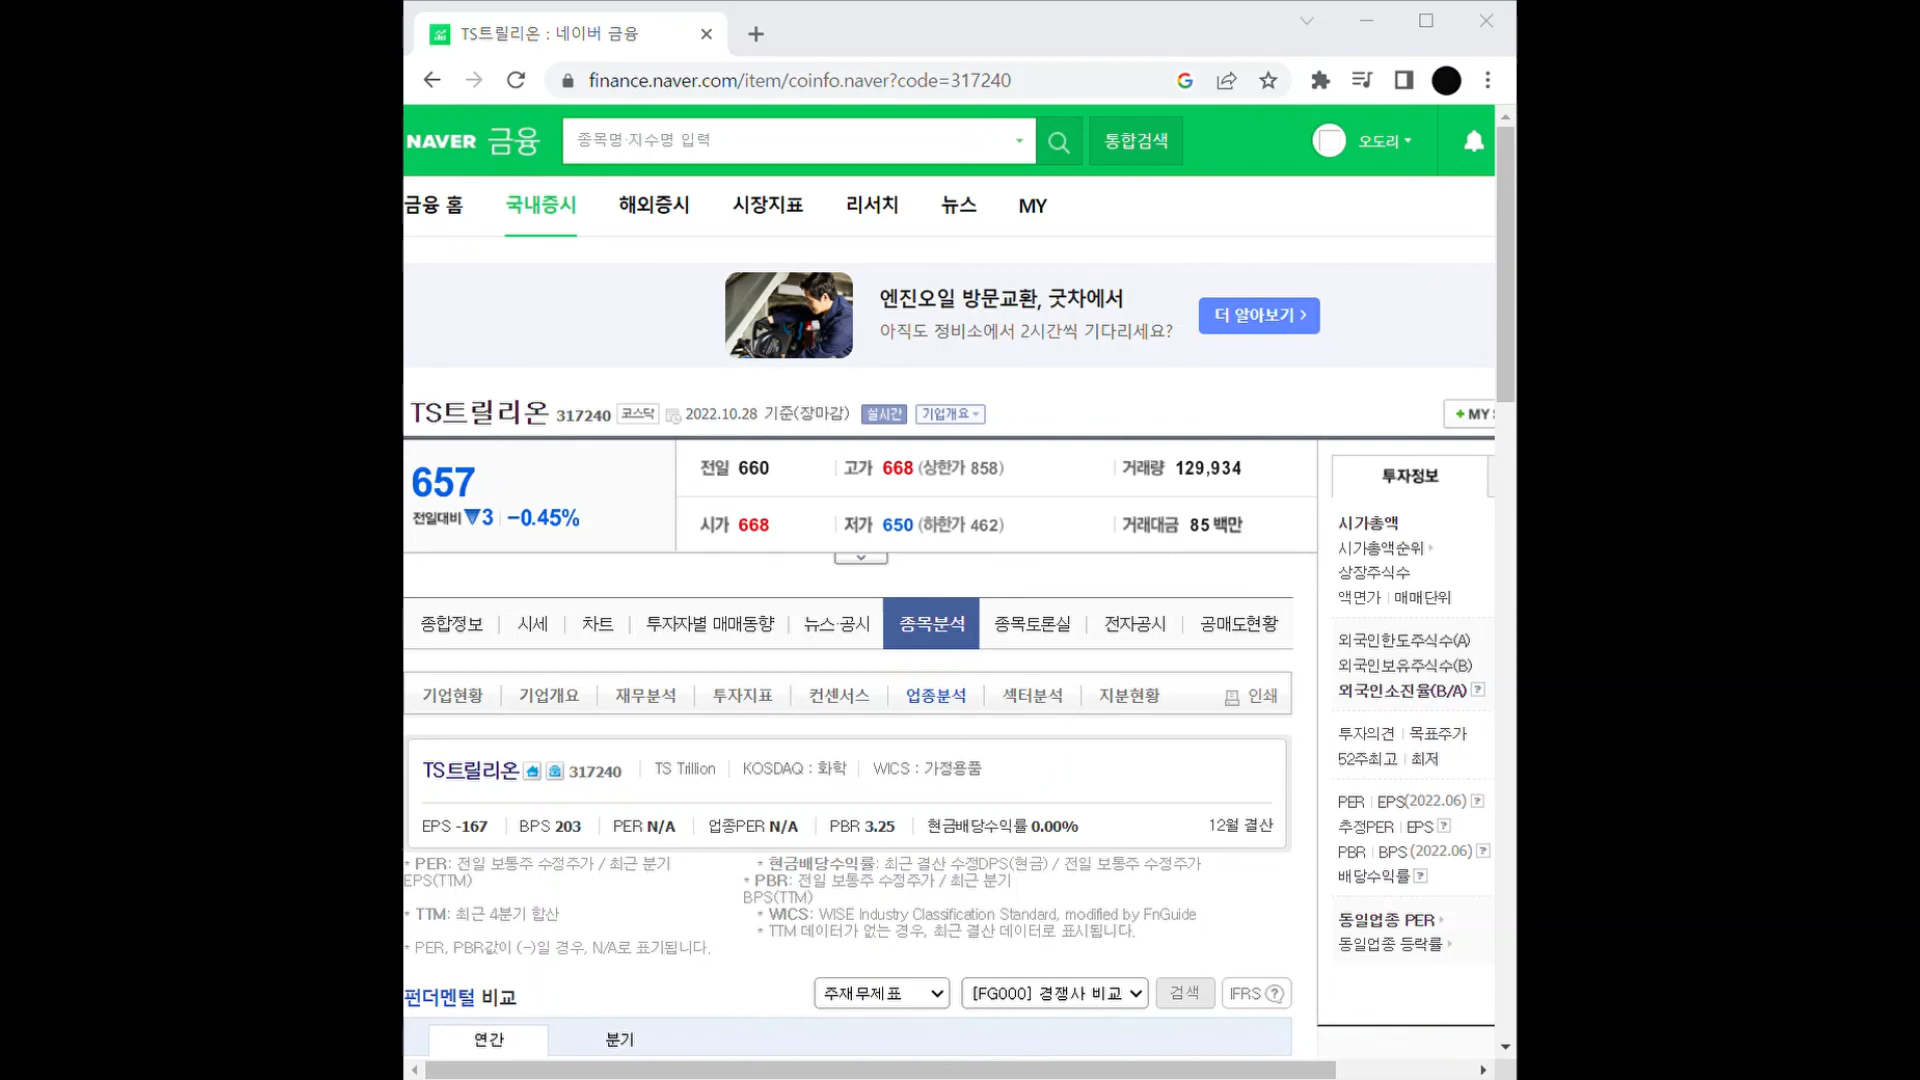 TS트릴리온 : 네이버 금융
finance.naver.com/item/coinfo.naver?code=317240
NAVER 금융 종목명·지수명 입력 통합검색 오도리
금융 홈 국내증시 해외증시 시장지표 리서치 뉴스 MY
엔진오일 방문교환, 굿차에서
아직도 정비소에서 2시간씩 기다리세요?
더 알아보기 >
TS트릴리온 317240 코스닥 2022.10.28 기준(장마감) 실시간 기업개요 + MY
657
전일대비 ▼3 -0.45%
전일 660 고가 668 (상한가 858) 거래량 129,934
시가 668 저가 650 (하한가 462) 거래대금 85 백만
종합정보 시세 차트 투자자별 매매동향 뉴스·공시 종목분석 종목토론실 전자공시 공매도현황
기업현황 기업개요 재무분석 투자지표 컨센서스 업종분석 섹터분석 지분현황 인쇄
TS트릴리온 317240 TS Trillion KOSDAQ : 화학 WICS : 가정용품
EPS -167 BPS 203 PER N/A 업종PER N/A PBR 3.25 현금배당수익률 0.00% 12월 결산
* PER: 전일 보통주 수정주가 / 최근 분기
EPS(TTM)
* TTM: 최근 4분기 합산
* PER, PBR값이 (-)일 경우, N/A로 표기됩니다.
* 현금배당수익률: 최근 결산 수정DPS(현금) / 전일 보통주 수정주가
* PBR: 전일 보통주 수정주가 / 최근 분기
BPS(TTM)
* WICS: WISE Industry Classification Standard, modified by FnGuide
* TTM 데이터가 없는 경우, 최근 결산 데이터로 표시됩니다.
펀더멘털 비교 주재무제표 [FG000] 경쟁사 비교 검색 IFRS ?
연간 분기
투자정보
시가총액
시가총액순위
상장주식수
액면가 매매단위
외국인한도주식수(A)
외국인보유주식수(B)
외국인소진율(B/A) ?
투자의견 목표주가
52주최고 최저
PER EPS(2022.06) ?
추정PER EPS ?
PBR BPS (2022.06) ?
배당수익률 ?
동일업종 PER
동일업종 등락률